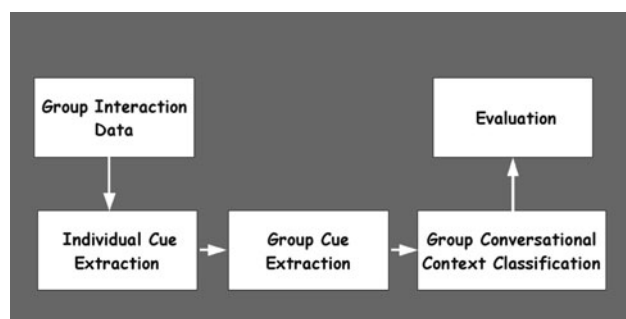 Group Interaction
Data
Evaluation
Individual Cue
Extraction
Group Cue
Extraction
Group Conversational
Context Classification